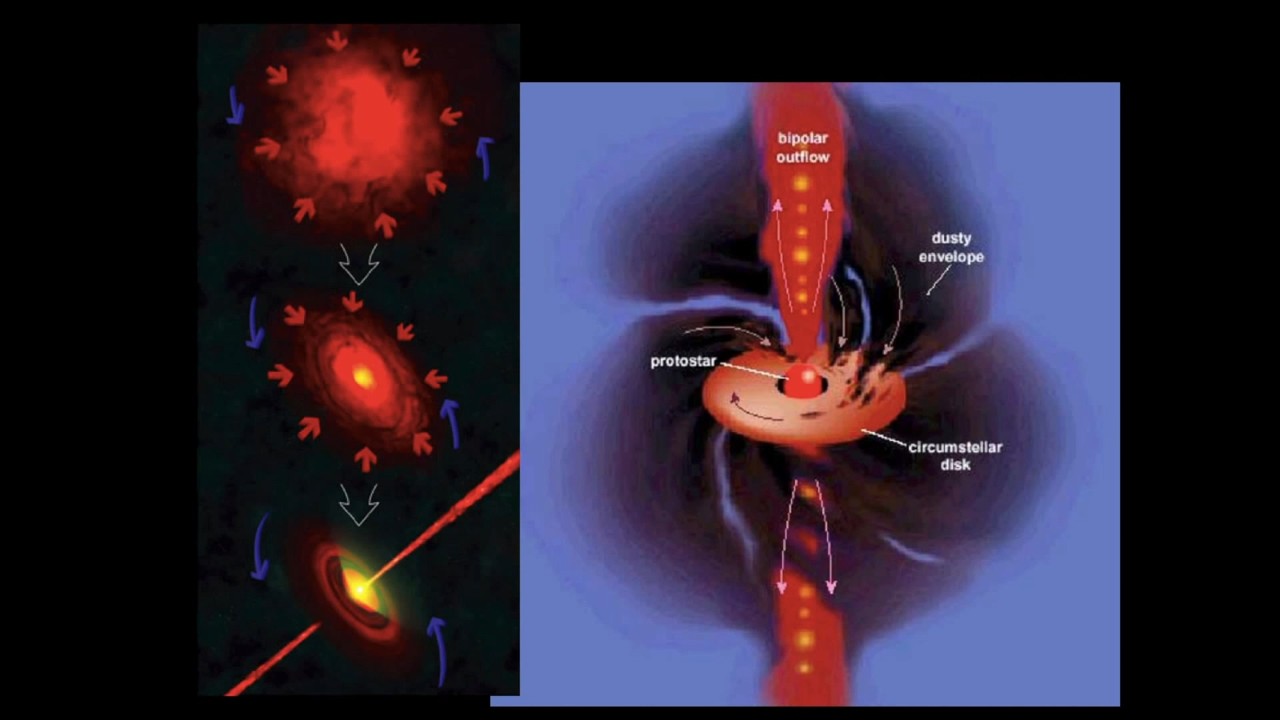 bipolar
outflow
dusty
envelope
protostar
circumstellar
disk